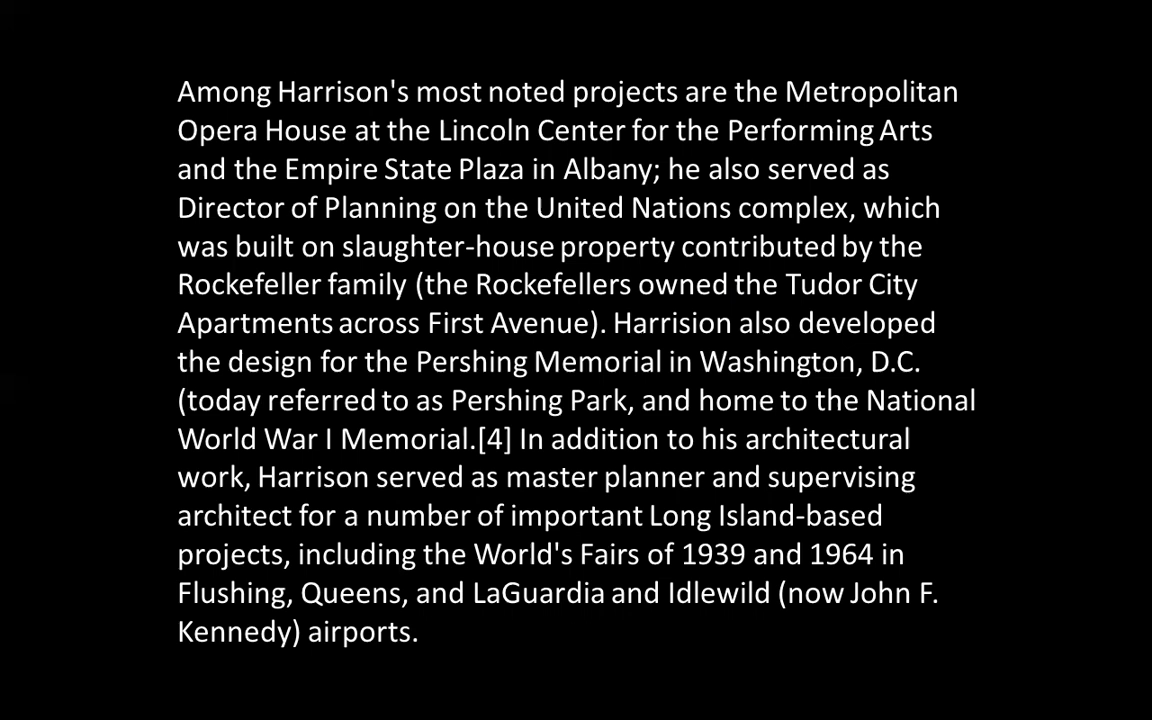 Among Harrison's most noted projects are the Metropolitan
Opera House at the Lincoln Center for the Performing Arts
and the Empire State Plaza in Albany; he also served as
Director of Planning on the United Nations complex, which
was built on slaughter-house property contributed by the
Rockefeller family (the Rockefellers owned the Tudor City
Apartments across First Avenue). Harrision also developed
the design for the Pershing Memorial in Washington, D.C.
(today referred to as Pershing Park, and home to the National
World War I Memorial.[4] In addition to his architectural
work, Harrison served as master planner and supervising
architect for a number of important Long Island-based
projects, including the World's Fairs of 1939 and 1964 in
Flushing, Queens, and LaGuardia and Idlewild (now John F.
Kennedy) airports.